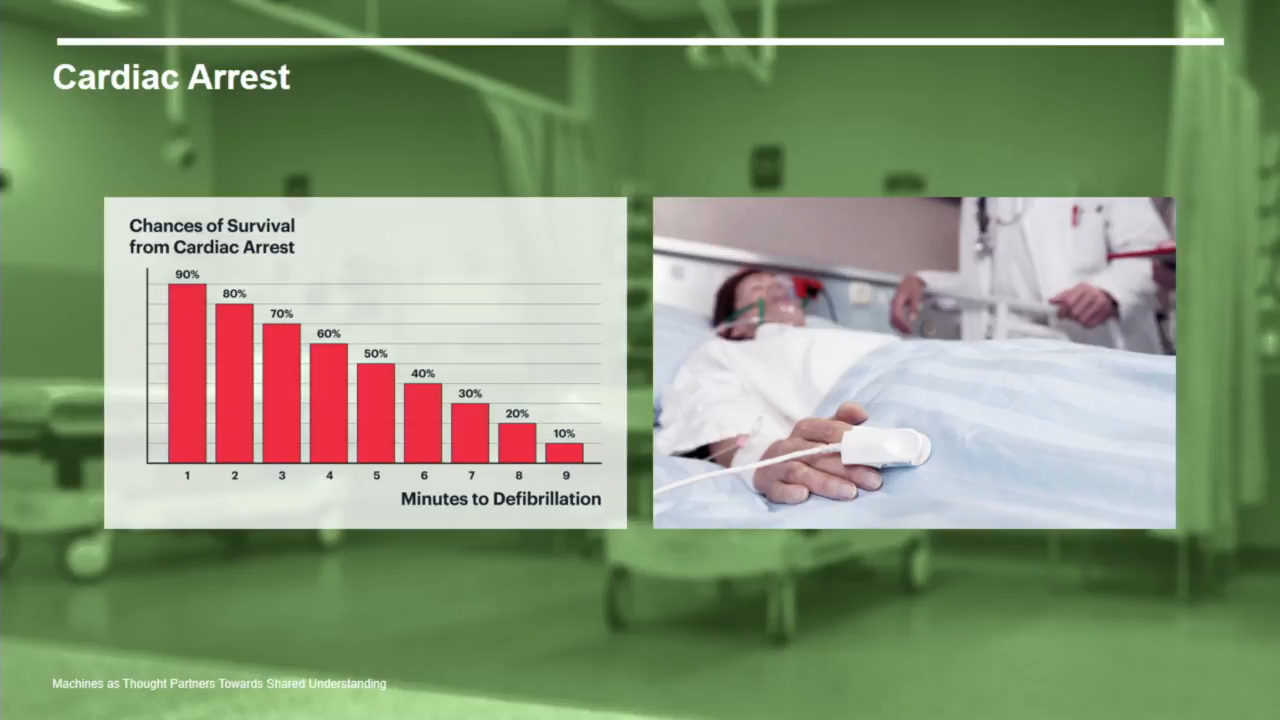 Cardiac Arrest
Chances of Survival
from Cardiac Arrest
90%
80%
70%
60%
50%
40%
30%
20%
10%
1 2 3 4 5 6 7 8 9
Minutes to Defibrillation
Machines as Thought Partners Towards Shared Understanding